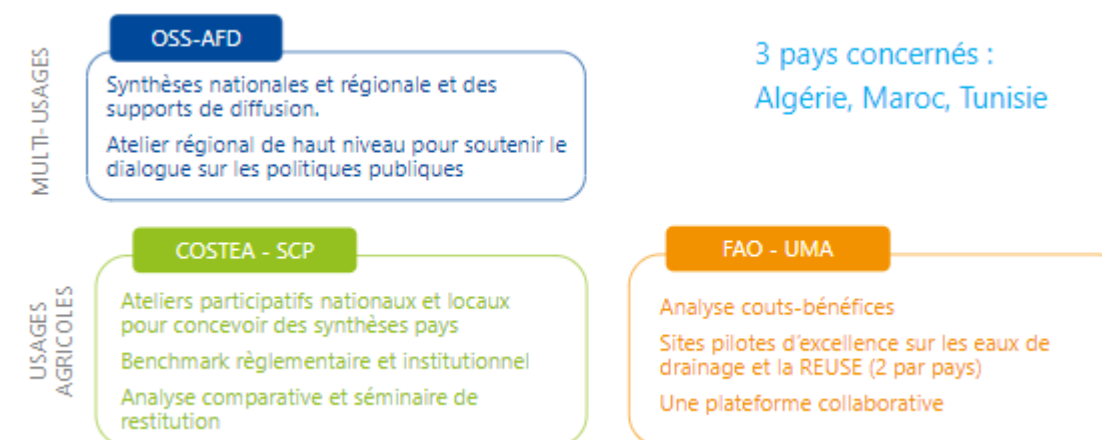 MULTI-USAGES
OSS-AFD
Synthèses nationales et régionale et des
supports de diffusion.
Atelier régional de haut niveau pour soutenir le
dialogue sur les politiques publiques
3 pays concernés :
Algérie, Maroc, Tunisie
USAGES
AGRICOLES
COSTEA - SCP
Ateliers participatifs nationaux et locaux
pour concevoir des synthèses pays
Benchmark règlementaire et institutionnel
Analyse comparative et séminaire de
restitution
FAO - UMA
Analyse couts-bénéfices
Sites pilotes d'excellence sur les eaux de
drainage et la REUSE (2 par pays)
Une plateforme collaborative